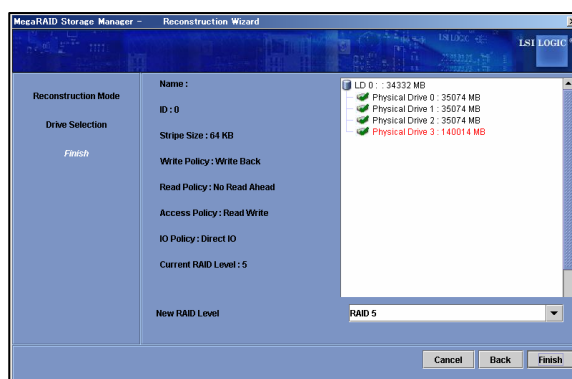 MegaRAID Storage Manager - Reconstruction Wizard
LSI LOGIC
Reconstruction Mode
Drive Selection
Finish
Name :
ID : 0
Stripe Size : 64 KB
Write Policy : Write Back
Read Policy : No Read Ahead
Access Policy : Read Write
IO Policy : Direct IO
Current RAID Level : 5
New RAID Level
LD 0 : : 34332 MB
Physical Drive 0 : 35074 MB
Physical Drive 1 : 35074 MB
Physical Drive 2 : 35074 MB
Physical Drive 3 : 140014 MB
RAID 5
Cancel
Back
Finish